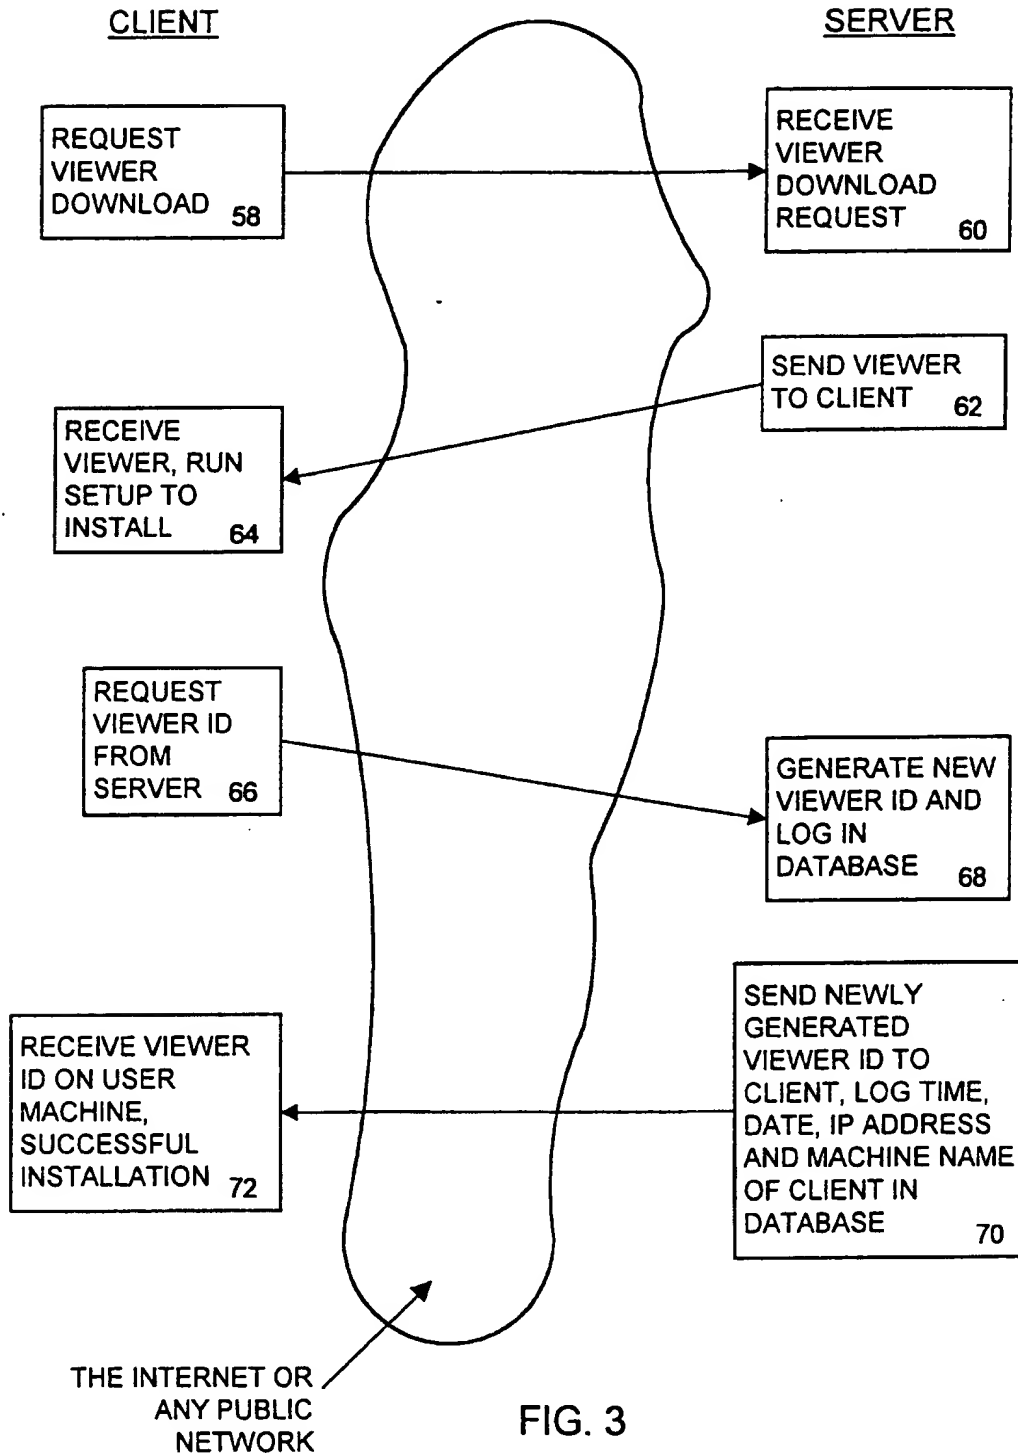 CLIENT
SERVER
REQUEST
VIEWER
DOWNLOAD 58
RECEIVE
VIEWER
DOWNLOAD
REQUEST 60
SEND VIEWER
TO CLIENT 62
RECEIVE
VIEWER, RUN
SETUP TO
INSTALL 64
REQUEST
VIEWER ID
FROM
SERVER 66
GENERATE NEW
VIEWER ID AND
LOG IN
DATABASE 68
SEND NEWLY
GENERATED
VIEWER ID TO
CLIENT, LOG TIME,
DATE, IP ADDRESS
AND MACHINE NAME
OF CLIENT IN
DATABASE 70
RECEIVE VIEWER
ID ON USER
MACHINE,
SUCCESSFUL
INSTALLATION 72
THE INTERNET OR
ANY PUBLIC
NETWORK
FIG. 3